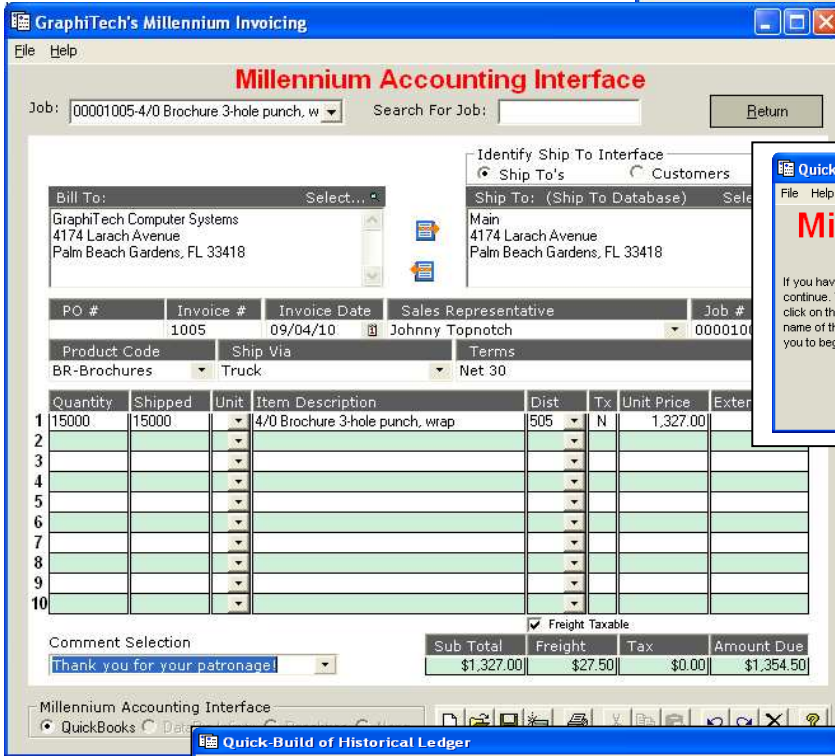 GraphiTech's Millennium Invoicing
File Help
Millennium Accounting Interface
Job: 00001005-4/0 Brochure 3-hole punch, w Search For Job: Return
Identify Ship To Interface
Ship To's Customers
Bill To: Select... Ship To: (Ship To Database) Sele
GraphiTech Computer Systems
4174 Larach Avenue
Palm Beach Gardens, FL 33418
Main
4174 Larach Avenue
Palm Beach Gardens, FL 33418
PO # Invoice # Invoice Date Sales Representative Job #
1005 09/04/10 Johnny Topnotch 0000100
Product Code Ship Via Terms
BR-Brochures Truck Net 30
Quantity Shipped Unit Item Description Dist Tx Unit Price Exter
1 15000 15000 4/0 Brochure 3-hole punch, wrap 505 N 1,327.00
2
3
4
5
6
7
8
9
10
Freight Taxable
Comment Selection Sub Total Freight Tax Amount Due
Thank you for your patronage! $1,327.00 $27.50 $0.00 $1,354.50
Millennium Accounting Interface
QuickBooks
Quick-Build of Historical Ledger
Quick
File Help
Mi
If you hav
continue.
click on th
name of th
you to beg